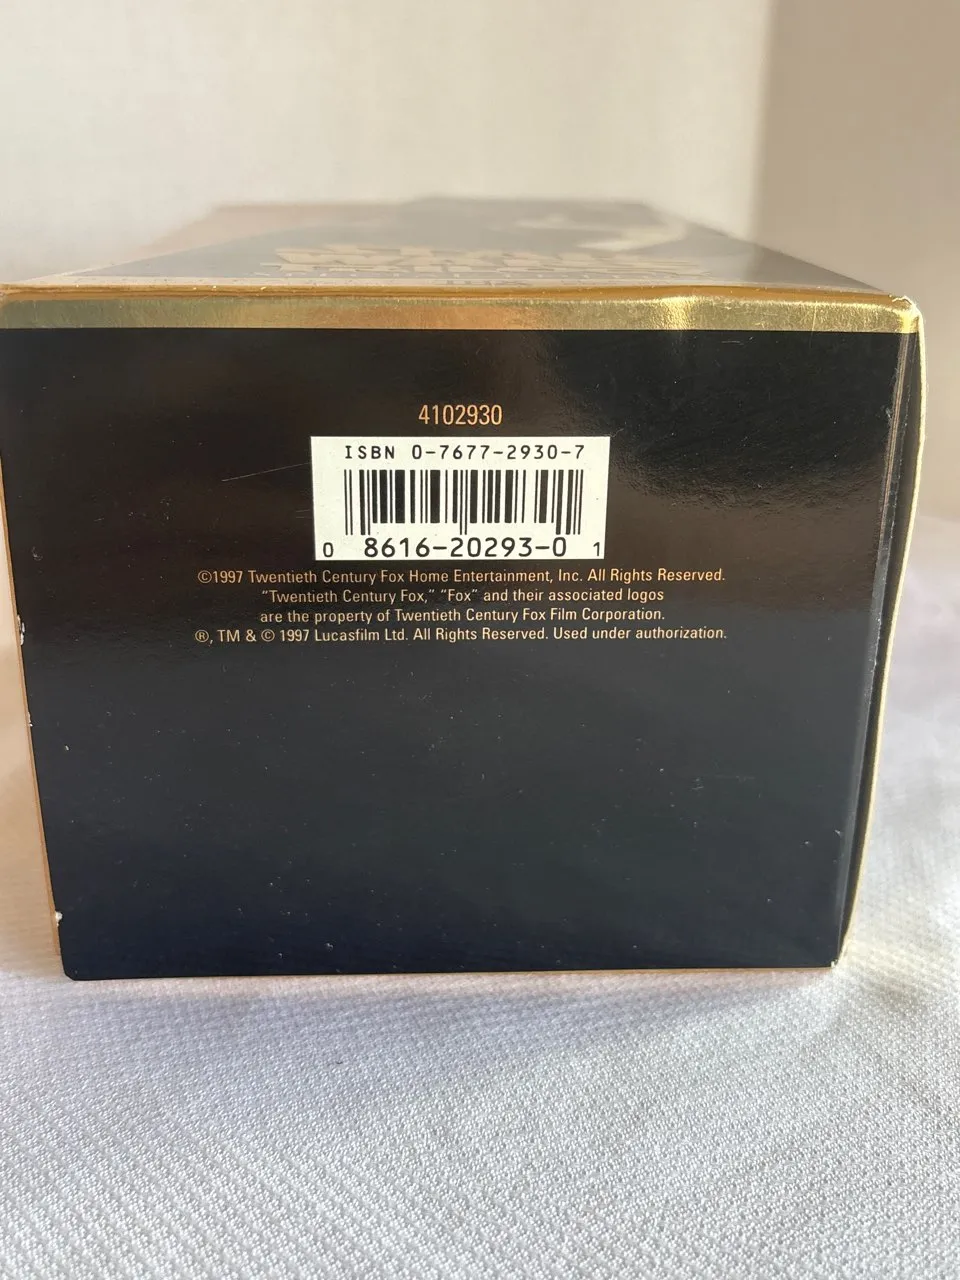 4102930
ISBN 0-7677-2930-7
0 8616-20293-0 1
©1997 Twentieth Century Fox Home Entertainment, Inc. All Rights Reserved.
“Twentieth Century Fox,” “Fox” and their associated logos
are the property of Twentieth Century Fox Film Corporation.
®, TM & © 1997 Lucasfilm Ltd. All Rights Reserved. Used under authorization.